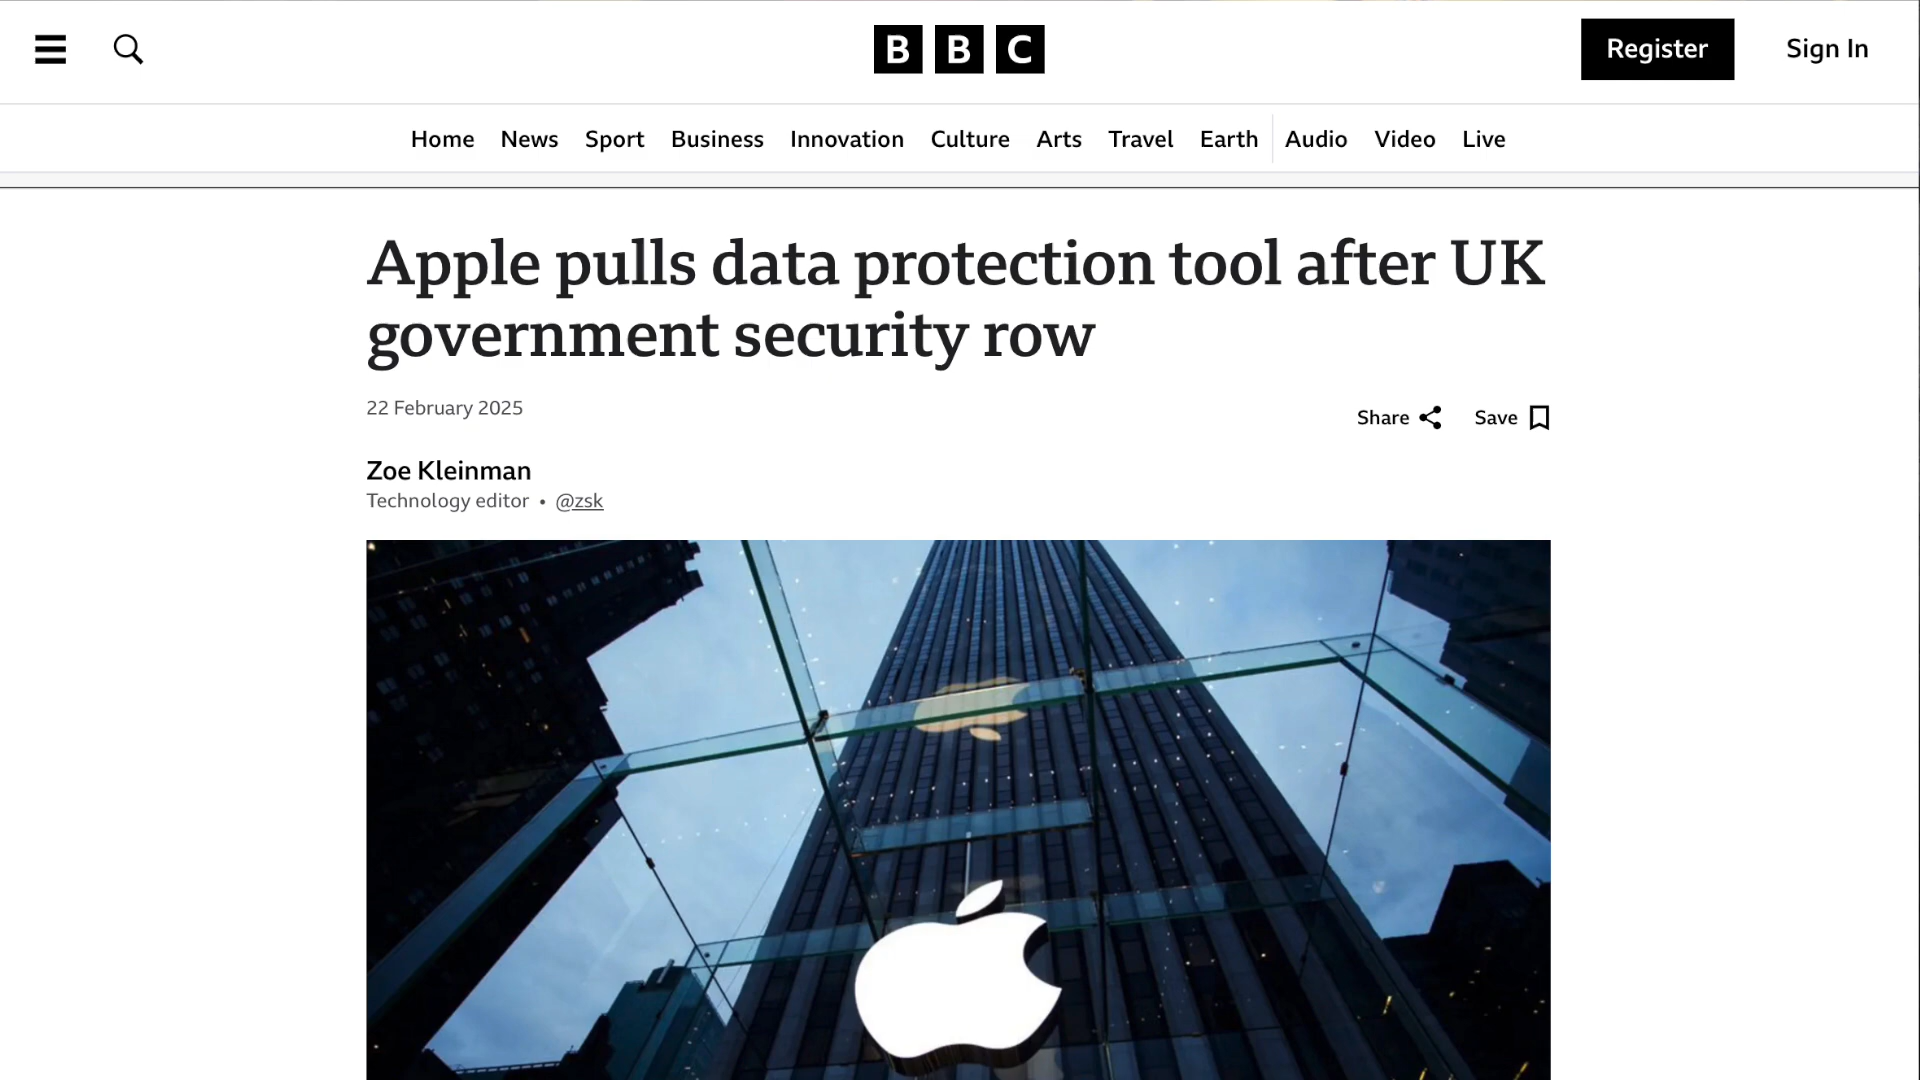 BBC
Register
Sign In
Home News Sport Business Innovation Culture Arts Travel Earth Audio Video Live
Apple pulls data protection tool after UK
government security row
22 February 2025
Share
Save
Zoe Kleinman
Technology editor • @zsk